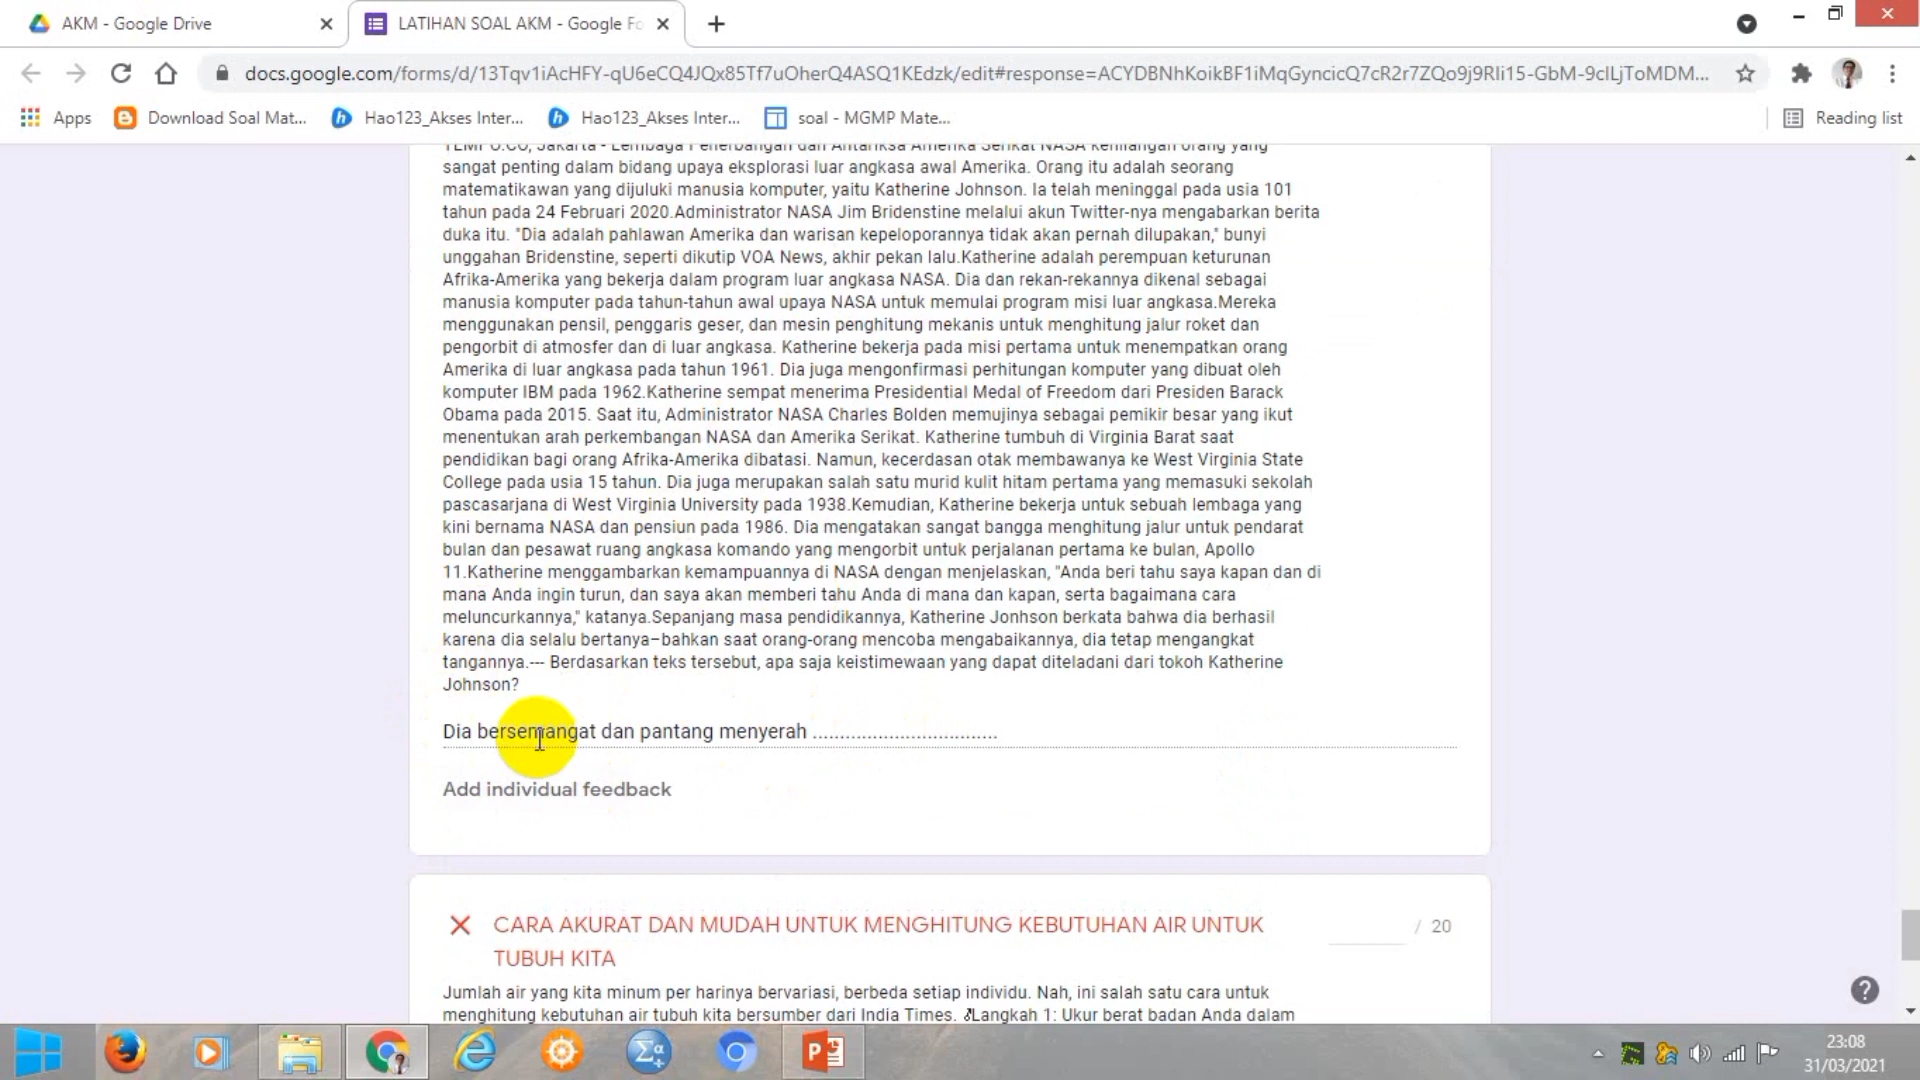 AKM - Google Drive
LATIHAN SOAL AKM - Google Fo
docs.google.com/forms/d/13Tqv1iAcHFY-qU6eCQ4JQx85Tf7uOherQ4ASQ1KEdzk/edit#response=ACYDBNhKoikBF1iMqGyncicQ7cR2r7ZQo9j9Rli15-GbM-9clLjToMDM...
Apps
Download Soal Mat...
Hao123_Akses Inter...
Hao123_Akses Inter...
soal - MGMP Mate...
Reading list
TEMPO.CO, Jakarta - Lembaga Penerbangan dan Antariksa Amerika Serikat NASA kehilangan orang yang
sangat penting dalam bidang upaya eksplorasi luar angkasa awal Amerika. Orang itu adalah seorang
matematikawan yang dijuluki manusia komputer, yaitu Katherine Johnson. Ia telah meninggal pada usia 101
tahun pada 24 Februari 2020.Administrator NASA Jim Bridenstine melalui akun Twitter-nya mengabarkan berita
duka itu. "Dia adalah pahlawan Amerika dan warisan kepeloporannya tidak akan pernah dilupakan," bunyi
unggahan Bridenstine, seperti dikutip VOA News, akhir pekan lalu.Katherine adalah perempuan keturunan
Afrika-Amerika yang bekerja dalam program luar angkasa NASA. Dia dan rekan-rekannya dikenal sebagai
manusia komputer pada tahun-tahun awal upaya NASA untuk memulai program misi luar angkasa.Mereka
menggunakan pensil, penggaris geser, dan mesin penghitung mekanis untuk menghitung jalur roket dan
pengorbit di atmosfer dan di luar angkasa. Katherine bekerja pada misi pertama untuk menempatkan orang
Amerika di luar angkasa pada tahun 1961. Dia juga mengonfirmasi perhitungan komputer yang dibuat oleh
komputer IBM pada 1962.Katherine sempat menerima Presidential Medal of Freedom dari Presiden Barack
Obama pada 2015. Saat itu, Administrator NASA Charles Bolden memujinya sebagai pemikir besar yang ikut
menentukan arah perkembangan NASA dan Amerika Serikat. Katherine tumbuh di Virginia Barat saat
pendidikan bagi orang Afrika-Amerika dibatasi. Namun, kecerdasan otak membawanya ke West Virginia State
College pada usia 15 tahun. Dia juga merupakan salah satu murid kulit hitam pertama yang memasuki sekolah
pascasarjana di West Virginia University pada 1938.Kemudian, Katherine bekerja untuk sebuah lembaga yang
kini bernama NASA dan pensiun pada 1986. Dia mengatakan sangat bangga menghitung jalur untuk pendarat
bulan dan pesawat ruang angkasa komando yang mengorbit untuk perjalanan pertama ke bulan, Apollo
11.Katherine menggambarkan kemampuannya di NASA dengan menjelaskan, "Anda beri tahu saya kapan dan di
mana Anda ingin turun, dan saya akan memberi tahu Anda di mana dan kapan, serta bagaimana cara
meluncurkannya," katanya.Sepanjang masa pendidikannya, Katherine Jonhson berkata bahwa dia berhasil
karena dia selalu bertanya–bahkan saat orang-orang mencoba mengabaikannya, dia tetap mengangkat
tangannya.--- Berdasarkan teks tersebut, apa saja keistimewaan yang dapat diteladani dari tokoh Katherine
Johnson?
Dia bersemangat dan pantang menyerah ..................................
Add individual feedback
CARA AKURAT DAN MUDAH UNTUK MENGHITUNG KEBUTUHAN AIR UNTUK
TUBUH KITA
/ 20
Jumlah air yang kita minum per harinya bervariasi, berbeda setiap individu. Nah, ini salah satu cara untuk
menghitung kebutuhan air tubuh kita bersumber dari India Times. Langkah 1: Ukur berat badan Anda dalam
23:08
31/03/2021